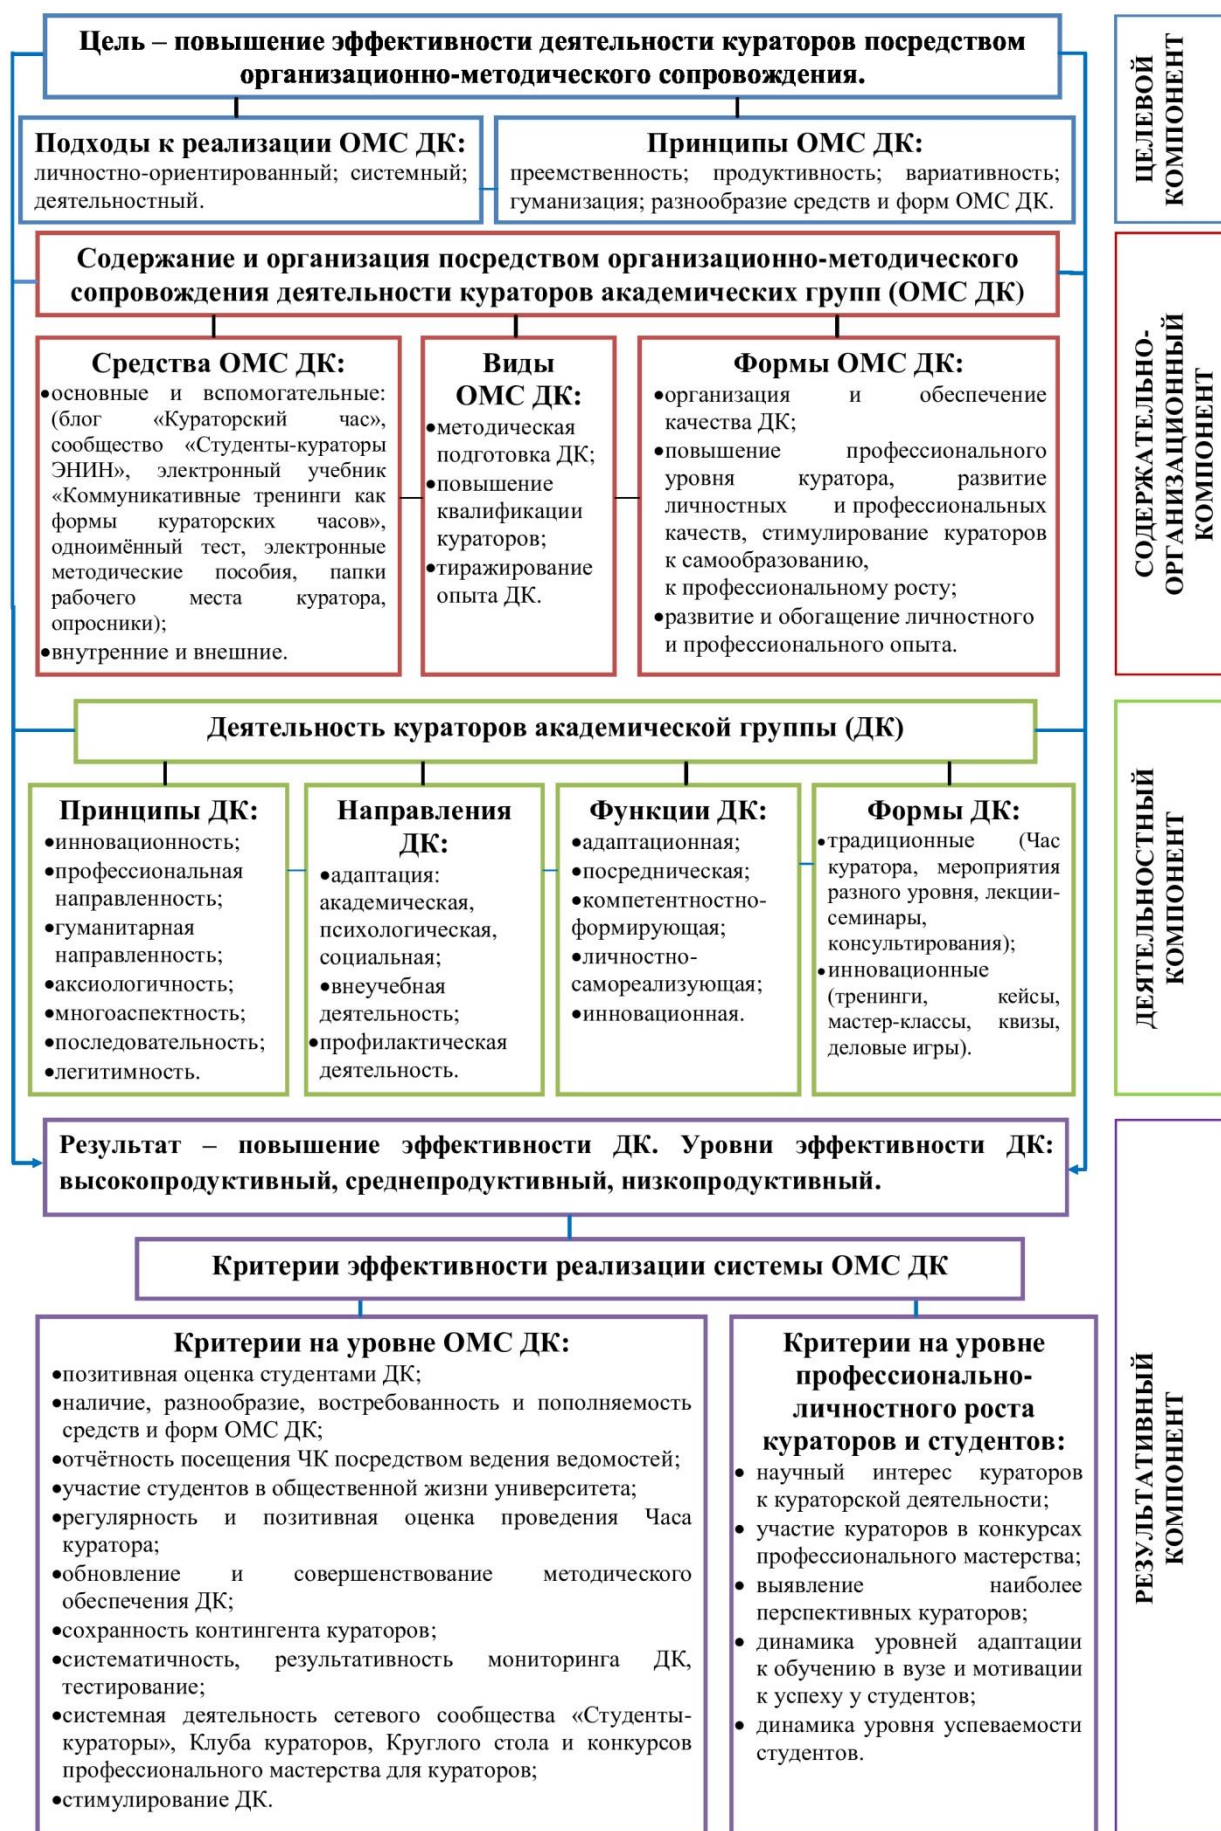 Цель – повышение эффективности деятельности кураторов посредством
организационно-методического сопровождения.
ЦЕЛЕВОЙ
КОМПОНЕНТ
Подходы к реализации ОМС ДК:
личностно-ориентированный; системный;
деятельностный.
Принципы ОМС ДК:
преемственность; продуктивность; вариативность;
гуманизация; разнообразие средств и форм ОМС ДК.
Содержание и организация посредством организационно-методического
сопровождения деятельности кураторов академических групп (ОМС ДК)
СОДЕРЖАТЕЛЬНО-
ОРГАНИЗАЦИОННЫЙ
КОМПОНЕНТ
Средства ОМС ДК:
•основные и вспомогательные:
(блог «Кураторский час»,
сообщество «Студенты-кураторы
ЭНИН», электронный учебник
«Коммуникативные тренинги как
формы кураторских часов»,
одноимённый тест, электронные
методические пособия, папки
рабочего места куратора,
опросники);
•внутренние и внешние.
Виды
ОМС ДК:
•методическая
подготовка ДК;
•повышение
квалификации
кураторов;
•тиражирование
опыта ДК.
Формы ОМС ДК:
•организация и обеспечение
качества ДК;
•повышение профессионального
уровня куратора, развитие
личностных и профессиональных
качеств, стимулирование кураторов
к самообразованию,
к профессиональному росту;
•развитие и обогащение личностного
и профессионального опыта.
Деятельность кураторов академической группы (ДК)
ДЕЯТЕЛЬНОСТНЫЙ
КОМПОНЕНТ
Принципы ДК:
•инновационность;
•профессиональная
направленность;
•гуманитарная
направленность;
•аксиологичность;
•многоаспектность;
•последовательность;
•легитимность.
Направления
ДК:
•адаптация:
академическая,
психологическая,
социальная;
•внеучебная
деятельность;
•профилактическая
деятельность.
Функции ДК:
•адаптационная;
•посредническая;
•компетентностно-
формирующая;
•личностно-
самореализующая;
•инновационная.
Формы ДК:
•традиционные (Час
куратора, мероприятия
разного уровня, лекции-
семинары,
консультирования);
•инновационные
(тренинги, кейсы,
мастер-классы, квизы,
деловые игры).
Результат – повышение эффективности ДК. Уровни эффективности ДК:
высокопродуктивный, среднепродуктивный, низкопродуктивный.
РЕЗУЛЬТАТИВНЫЙ
КОМПОНЕНТ
Критерии эффективности реализации системы ОМС ДК
Критерии на уровне ОМС ДК:
•позитивная оценка студентами ДК;
•наличие, разнообразие, востребованность и пополняемость
средств и форм ОМС ДК;
•отчётность посещения ЧК посредством ведения ведомостей;
•участие студентов в общественной жизни университета;
•регулярность и позитивная оценка проведения Часа
куратора;
•обновление и совершенствование методического
обеспечения ДК;
•сохранность контингента кураторов;
•систематичность, результативность мониторинга ДК,
тестирование;
•системная деятельность сетевого сообщества «Студенты-
кураторы», Клуба кураторов, Круглого стола и конкурсов
профессионального мастерства для кураторов;
•стимулирование ДК.
Критерии на уровне
профессионально-
личностного роста
кураторов и студентов:
• научный интерес кураторов
к кураторской деятельности;
• участие кураторов в конкурсах
профессионального мастерства;
• выявление наиболее
перспективных кураторов;
• динамика уровней адаптации
к обучению в вузе и мотивации
к успеху у студентов;
• динамика уровня успеваемости
студентов.